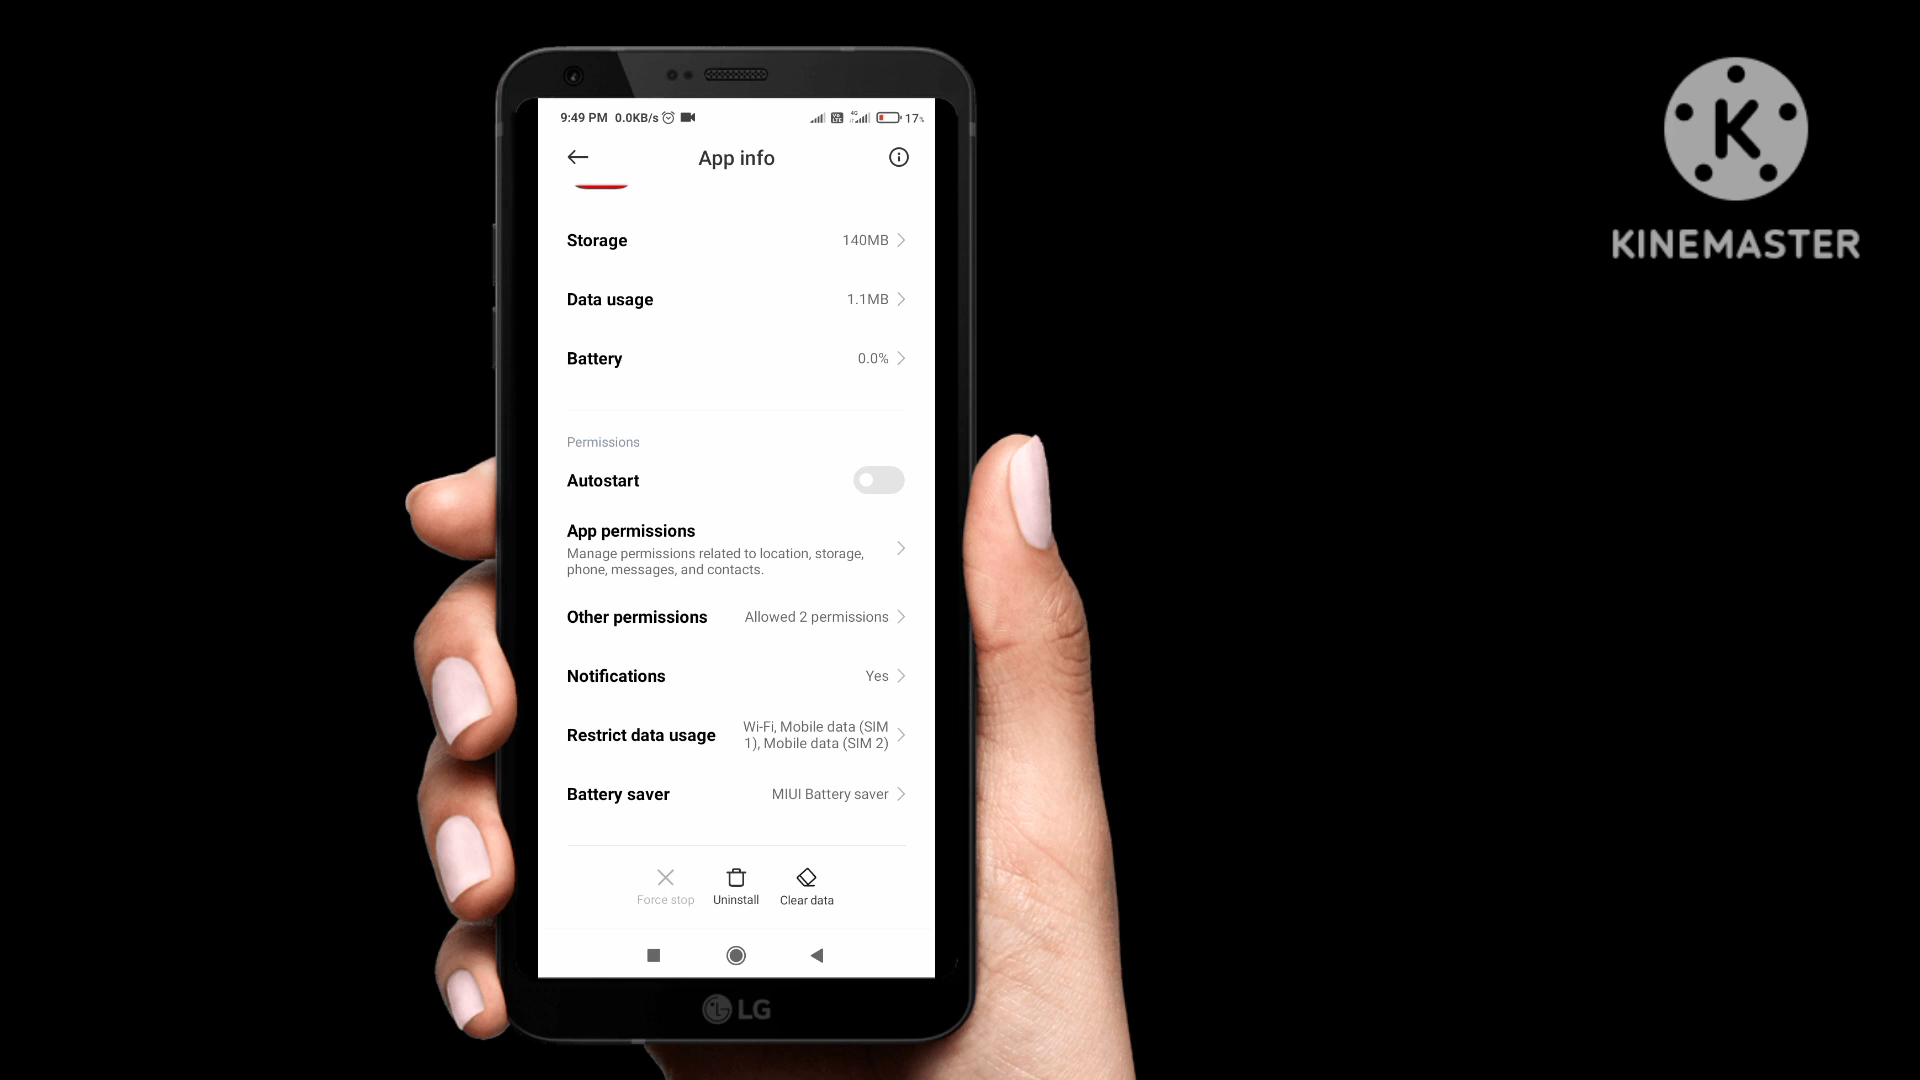 9:49 PM 0.0KB/s 4G 17%
App info
Storage 140MB
Data usage 1.1MB
Battery 0.0%
Permissions
Autostart
App permissions
Manage permissions related to location, storage,
phone, messages, and contacts.
Other permissions Allowed 2 permissions
Notifications Yes
Restrict data usage Wi-Fi, Mobile data (SIM
1), Mobile data (SIM 2)
Battery saver MIUI Battery saver
Force stop Uninstall Clear data
LG
K
KINEMASTER